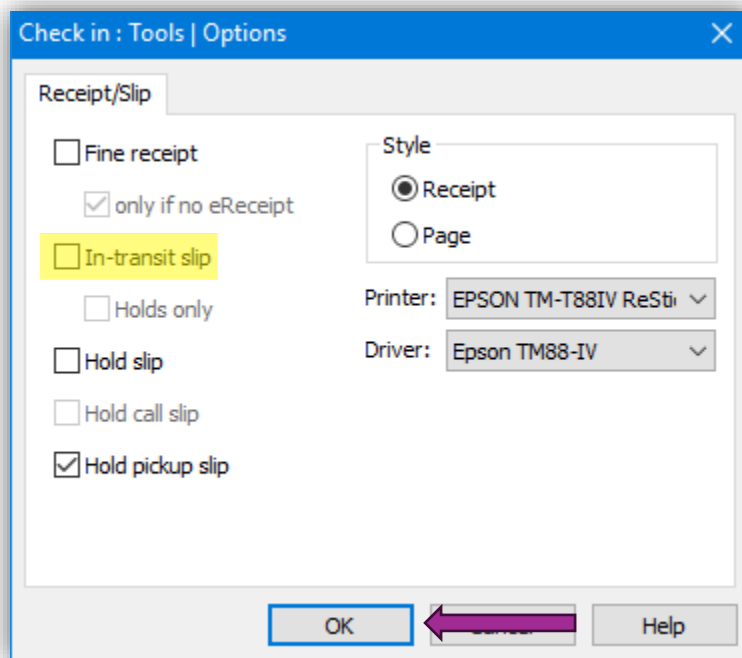 Check in : Tools | Options
Receipt/Slip
Fine receipt
only if no eReceipt
In-transit slip
Holds only
Hold slip
Hold call slip
Hold pickup slip
Style
Receipt
Page
Printer: EPSON TM-T88IV ReSti
Driver: Epson TM88-IV
OK
Help